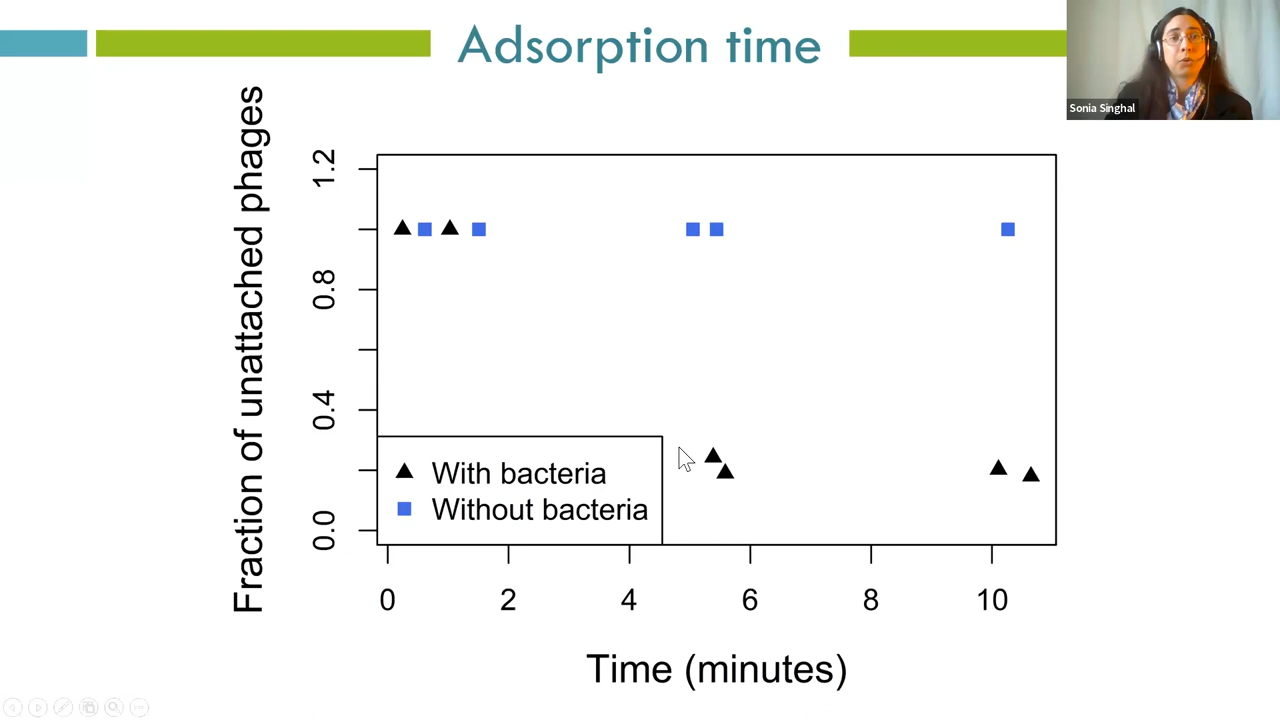 Adsorption time
Sonia Singhal
Fraction of unattached phages
1.2
0.8
0.4
0.0
With bacteria
Without bacteria
0 2 4 6 8 10
Time (minutes)